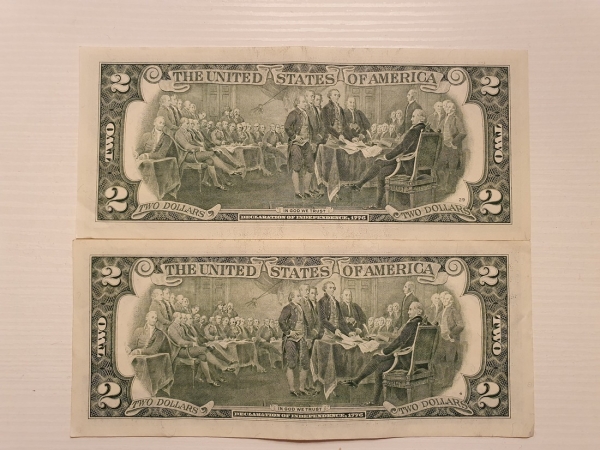 2 THE UNITED STATES OF AMERICA 2
TWO TWO
2 2
TWO DOLLARS IN GOD WE TRUST TWO DOLLARS
DECLARATION OF INDEPENDENCE, 1776
2 THE UNITED STATES OF AMERICA 2
TWO TWO
2 2
TWO DOLLARS IN GOD WE TRUST TWO DOLLARS
DECLARATION OF INDEPENDENCE, 1776